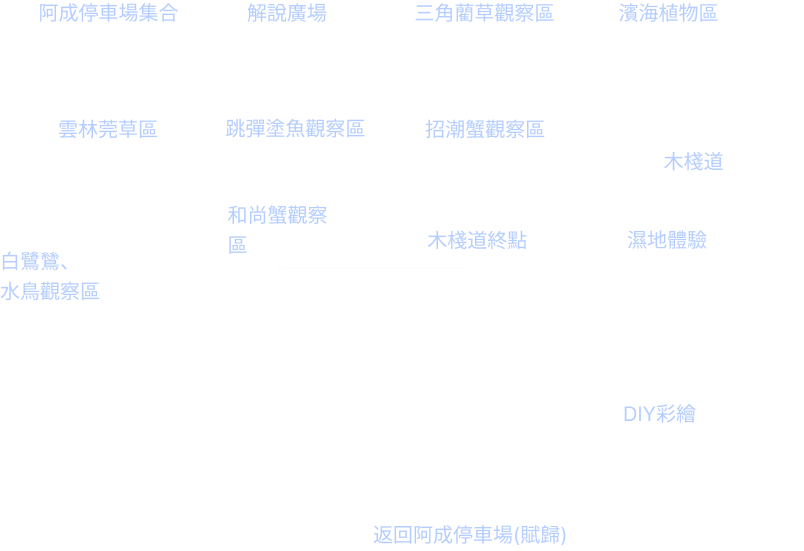 阿成停車場集合
解說廣場
三角藺草觀察區
濱海植物區
雲林莞草區
跳彈塗魚觀察區
招潮蟹觀察區
木棧道
和尚蟹觀察
區
木棧道終點
濕地體驗
白鷺鷥、
水鳥觀察區
DIY彩繪
返回阿成停車場(賦歸)